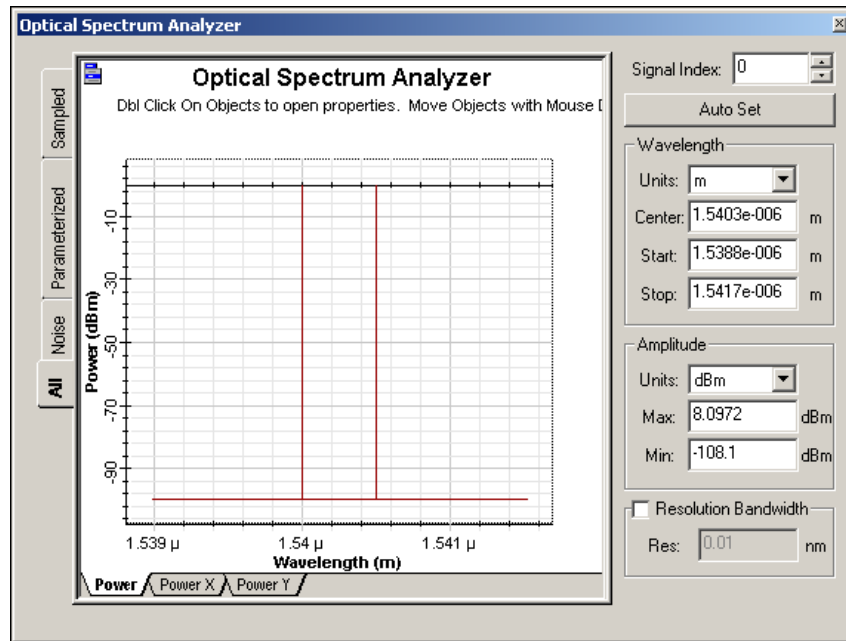 Optical Spectrum Analyzer
Sampled
Parameterized
Noise
All
Optical Spectrum Analyzer
Dbl Click On Objects to open properties.  Move Objects with Mouse D
Power (dBm)
-10
-30
-50
-70
-90
1.539 µ
1.54 µ
1.541 µ
Wavelength (m)
Power
Power X
Power Y
Signal Index: 0
Auto Set
Wavelength
Units: m
Center: 1.5403e-006 m
Start: 1.5388e-006 m
Stop: 1.5417e-006 m
Amplitude
Units: dBm
Max: 8.0972 dBm
Min: -108.1 dBm
Resolution Bandwidth
Res: 0.01 nm